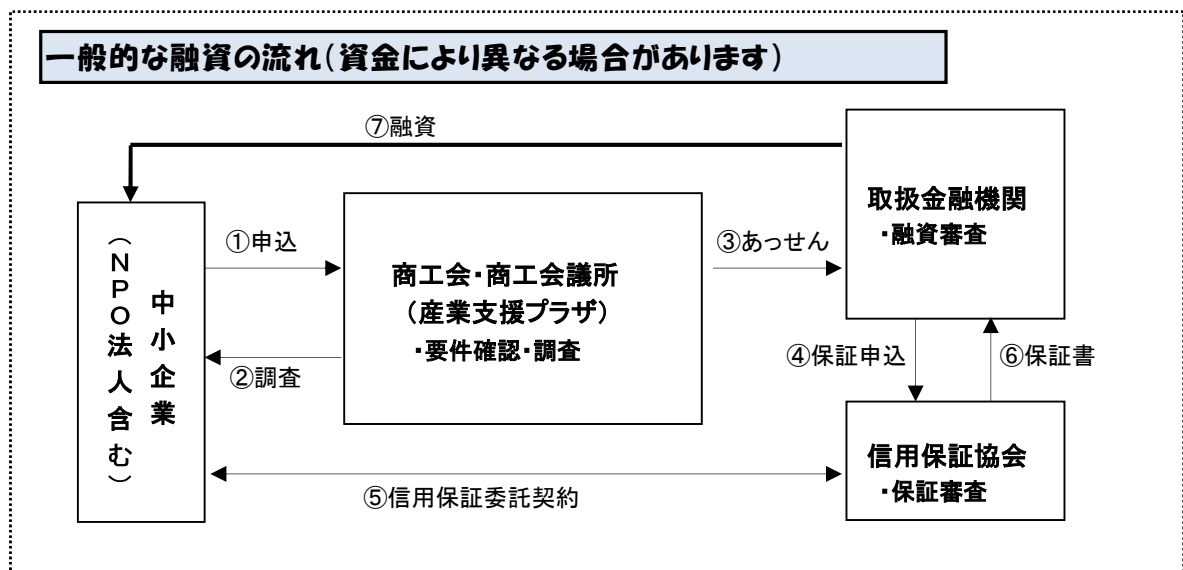 一般的な融資の流れ(資金により異なる場合があります)
⑦融資
取扱金融機関
・融資審査
①申込
③あっせん
商工会・商工会議所
(産業支援プラザ)
・要件確認・調査
中小企業
(NPO法人含む)
②調査
④保証申込
⑥保証書
信用保証協会
・保証審査
⑤信用保証委託契約